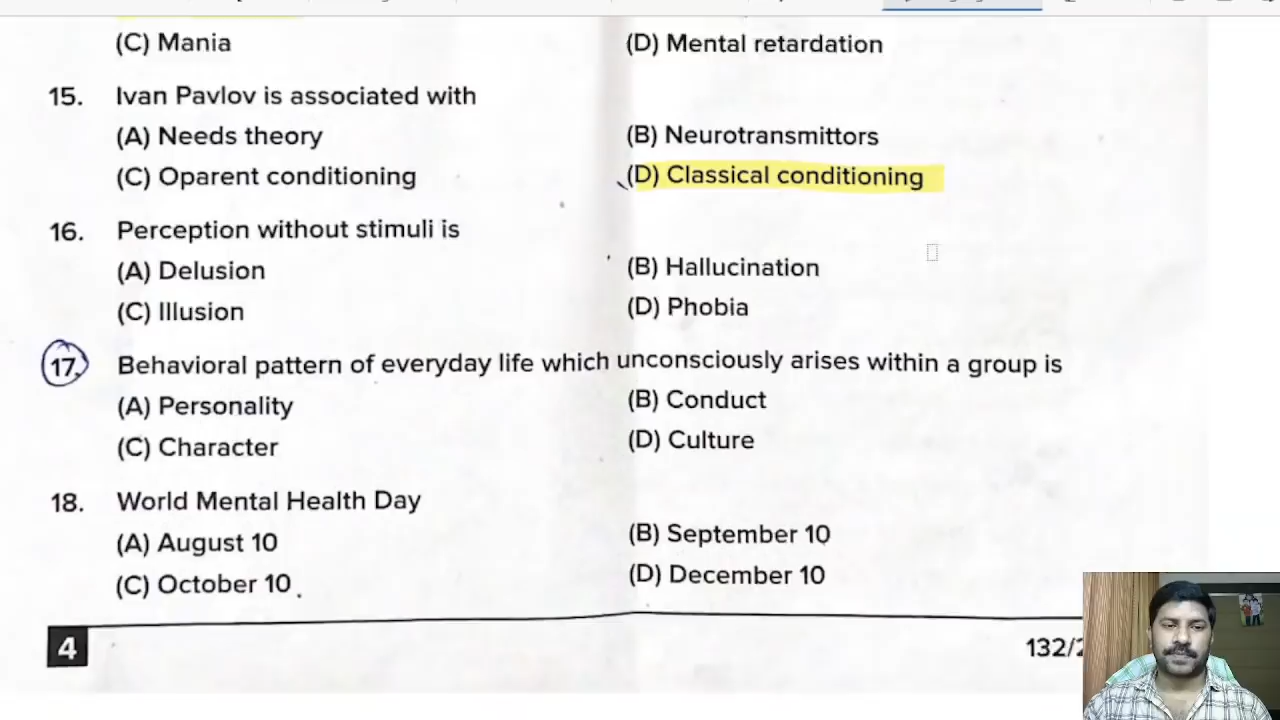 (C) Mania (D) Mental retardation
15. Ivan Pavlov is associated with
(A) Needs theory (B) Neurotransmittors
(C) Oparent conditioning (D) Classical conditioning
16. Perception without stimuli is
(A) Delusion (B) Hallucination
(C) Illusion (D) Phobia
17. Behavioral pattern of everyday life which unconsciously arises within a group is
(A) Personality (B) Conduct
(C) Character (D) Culture
18. World Mental Health Day
(A) August 10 (B) September 10
(C) October 10 (D) December 10
4 132/2